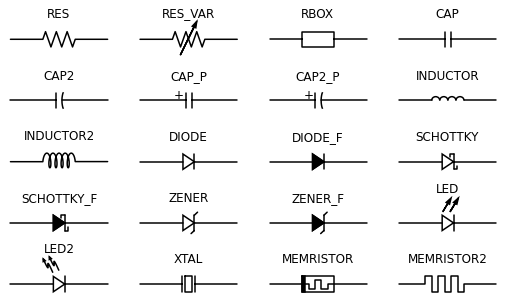 RES RES_VAR RBOX CAP
+ +
CAP2 CAP_P CAP2_P INDUCTOR
INDUCTOR2 DIODE DIODE_F SCHOTTKY
SCHOTTKY_F ZENER ZENER_F LED
LED2 XTAL MEMRISTOR MEMRISTOR2